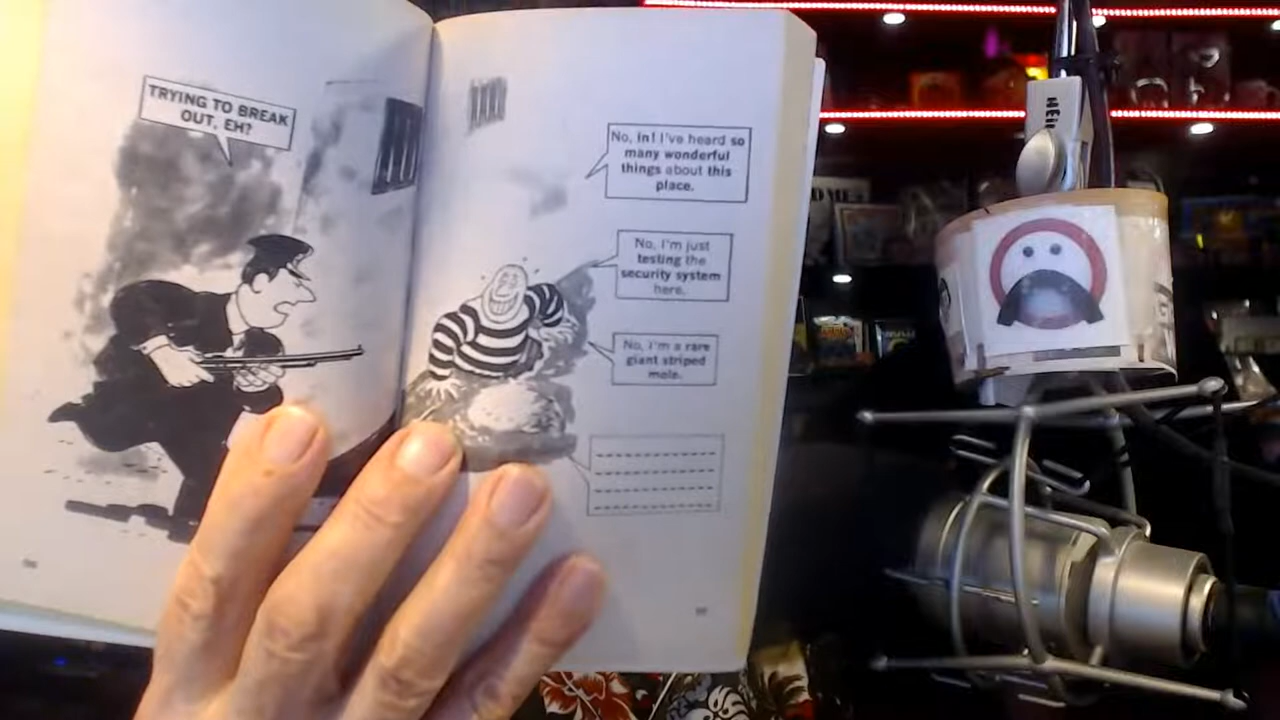 TRYING TO BREAK
OUT, EH?
No, in! I've heard so
many wonderful
things about this
place.
No, I'm just
testing the
security system
here.
No, I'm a rare
giant striped
mole.